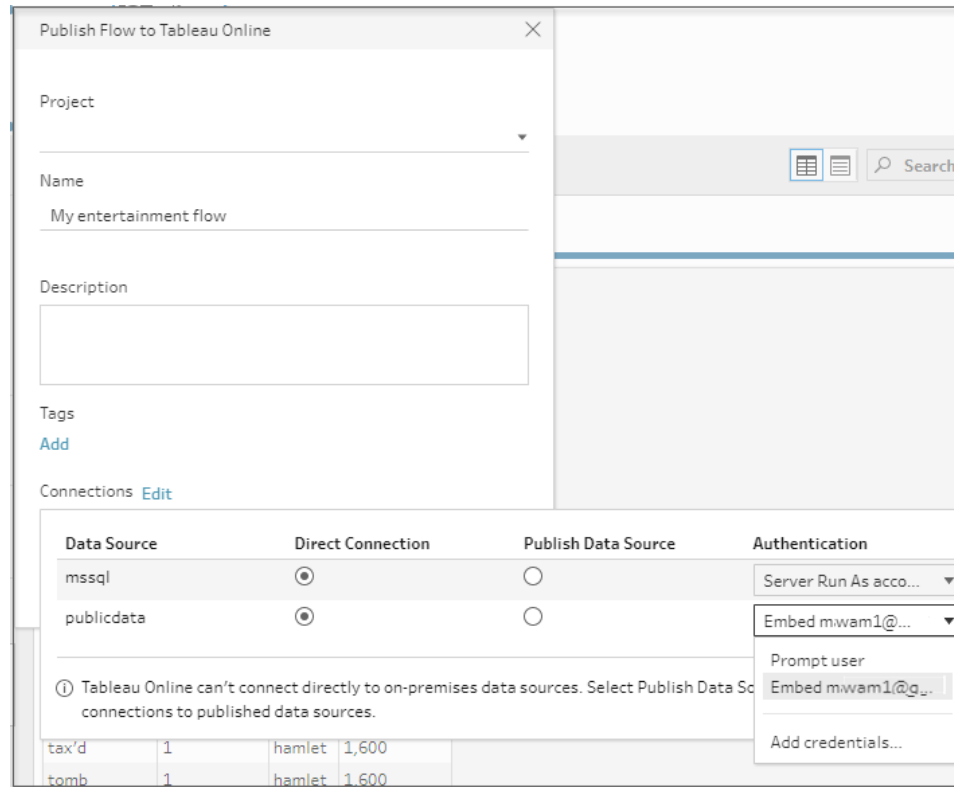 Publish Flow to Tableau Online
Project
Name
Search
My entertainment flow
Description
Tags
Add
Connections Edit
Data Source Direct Connection Publish Data Source Authentication
mssql Server Run As acco...
publicdata Embed mwam1@...
Prompt user
Embed mwam1@g...
Add credentials...
Tableau Online can't connect directly to on-premises data sources. Select Publish Data
connections to published data sources.
tax'd 1 hamlet 1,600
tomb 1 hamlet 1,600